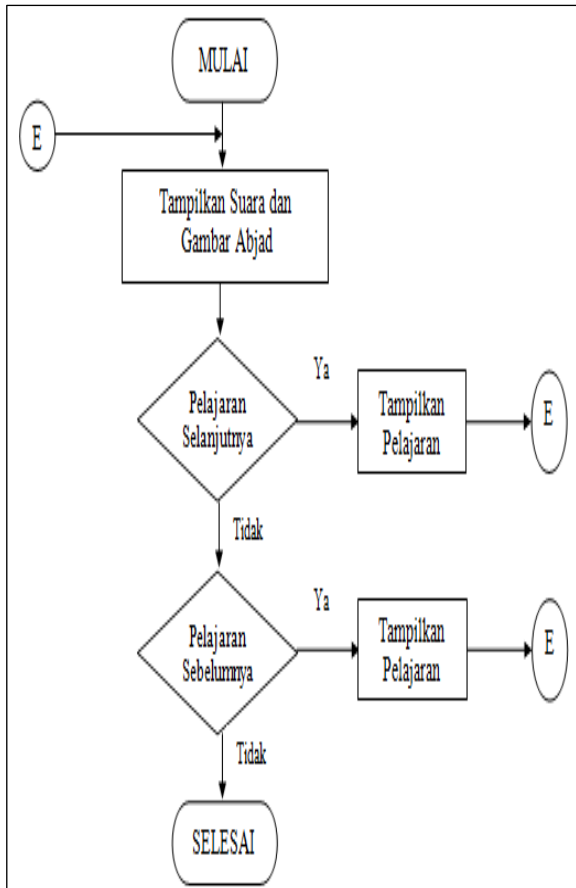 MULAI
E
Tampilkan Suara dan
Gambar Abjad
Ya
Pelajaran
Selanjutnya
Tampilkan
Pelajaran
E
Tidak
Ya
Pelajaran
Sebelumnya
Tampilkan
Pelajaran
E
Tidak
SELESAI